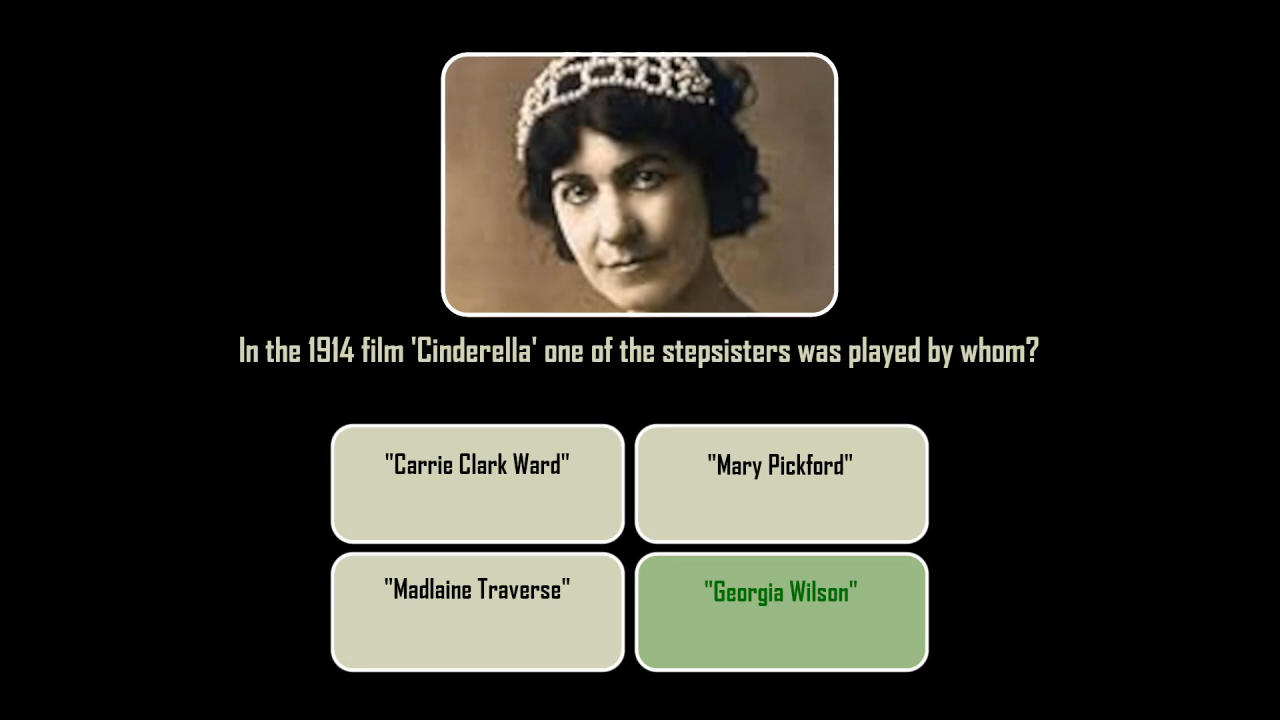 In the 1914 film 'Cinderella' one of the stepsisters was played by whom?
"Carrie Clark Ward"
"Mary Pickford"
"Madlaine Traverse"
"Georgia Wilson"